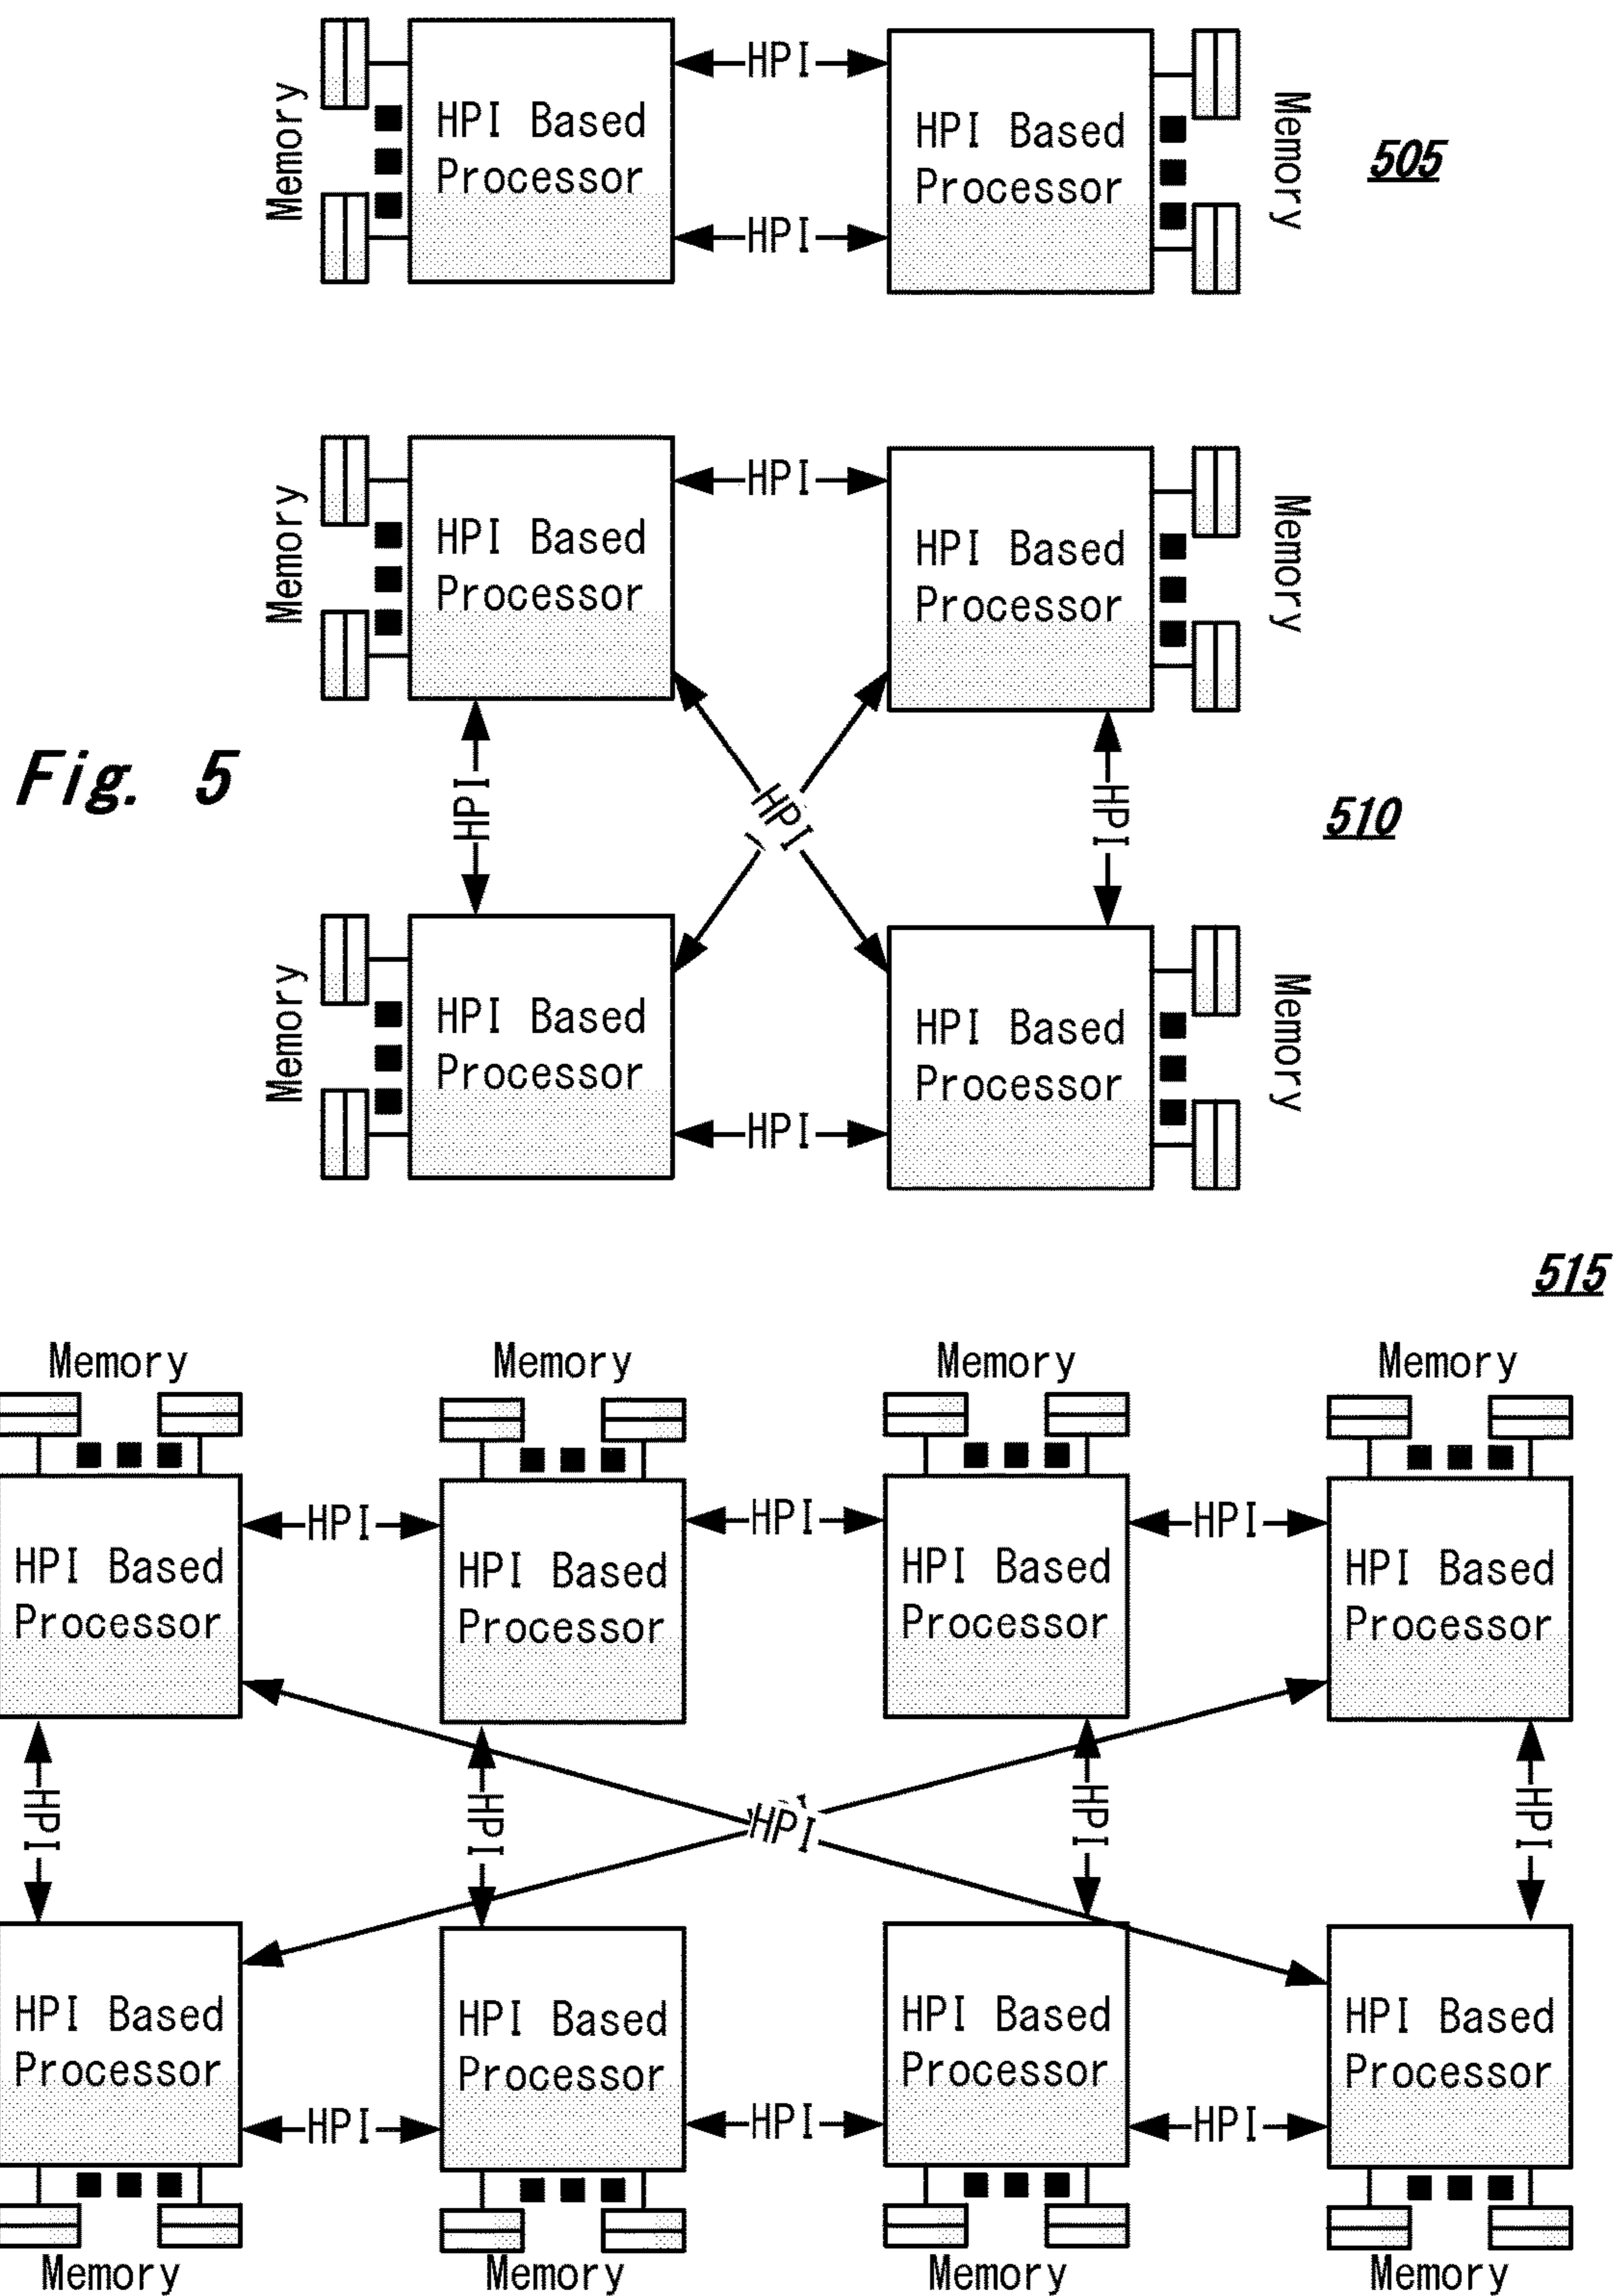 HPI
HPI Based
Processor
HPI Based
Processor
Memory
Memory
505
HPI
HPI
HPI Based
Processor
HPI Based
Processor
Memory
Memory
Fig. 5
HPI
HPI
HPI
510
HPI Based
Processor
HPI Based
Processor
Memory
Memory
HPI
515
Memory
Memory
Memory
Memory
HPI
HPI
HPI
HPI Based
Processor
HPI Based
Processor
HPI Based
Processor
HPI Based
Processor
HPI
HPI
HPI
HPI
HPI
HPI Based
Processor
HPI Based
Processor
HPI Based
Processor
HPI Based
Processor
HPI
HPI
HPI
Memory
Memory
Memory
Memory